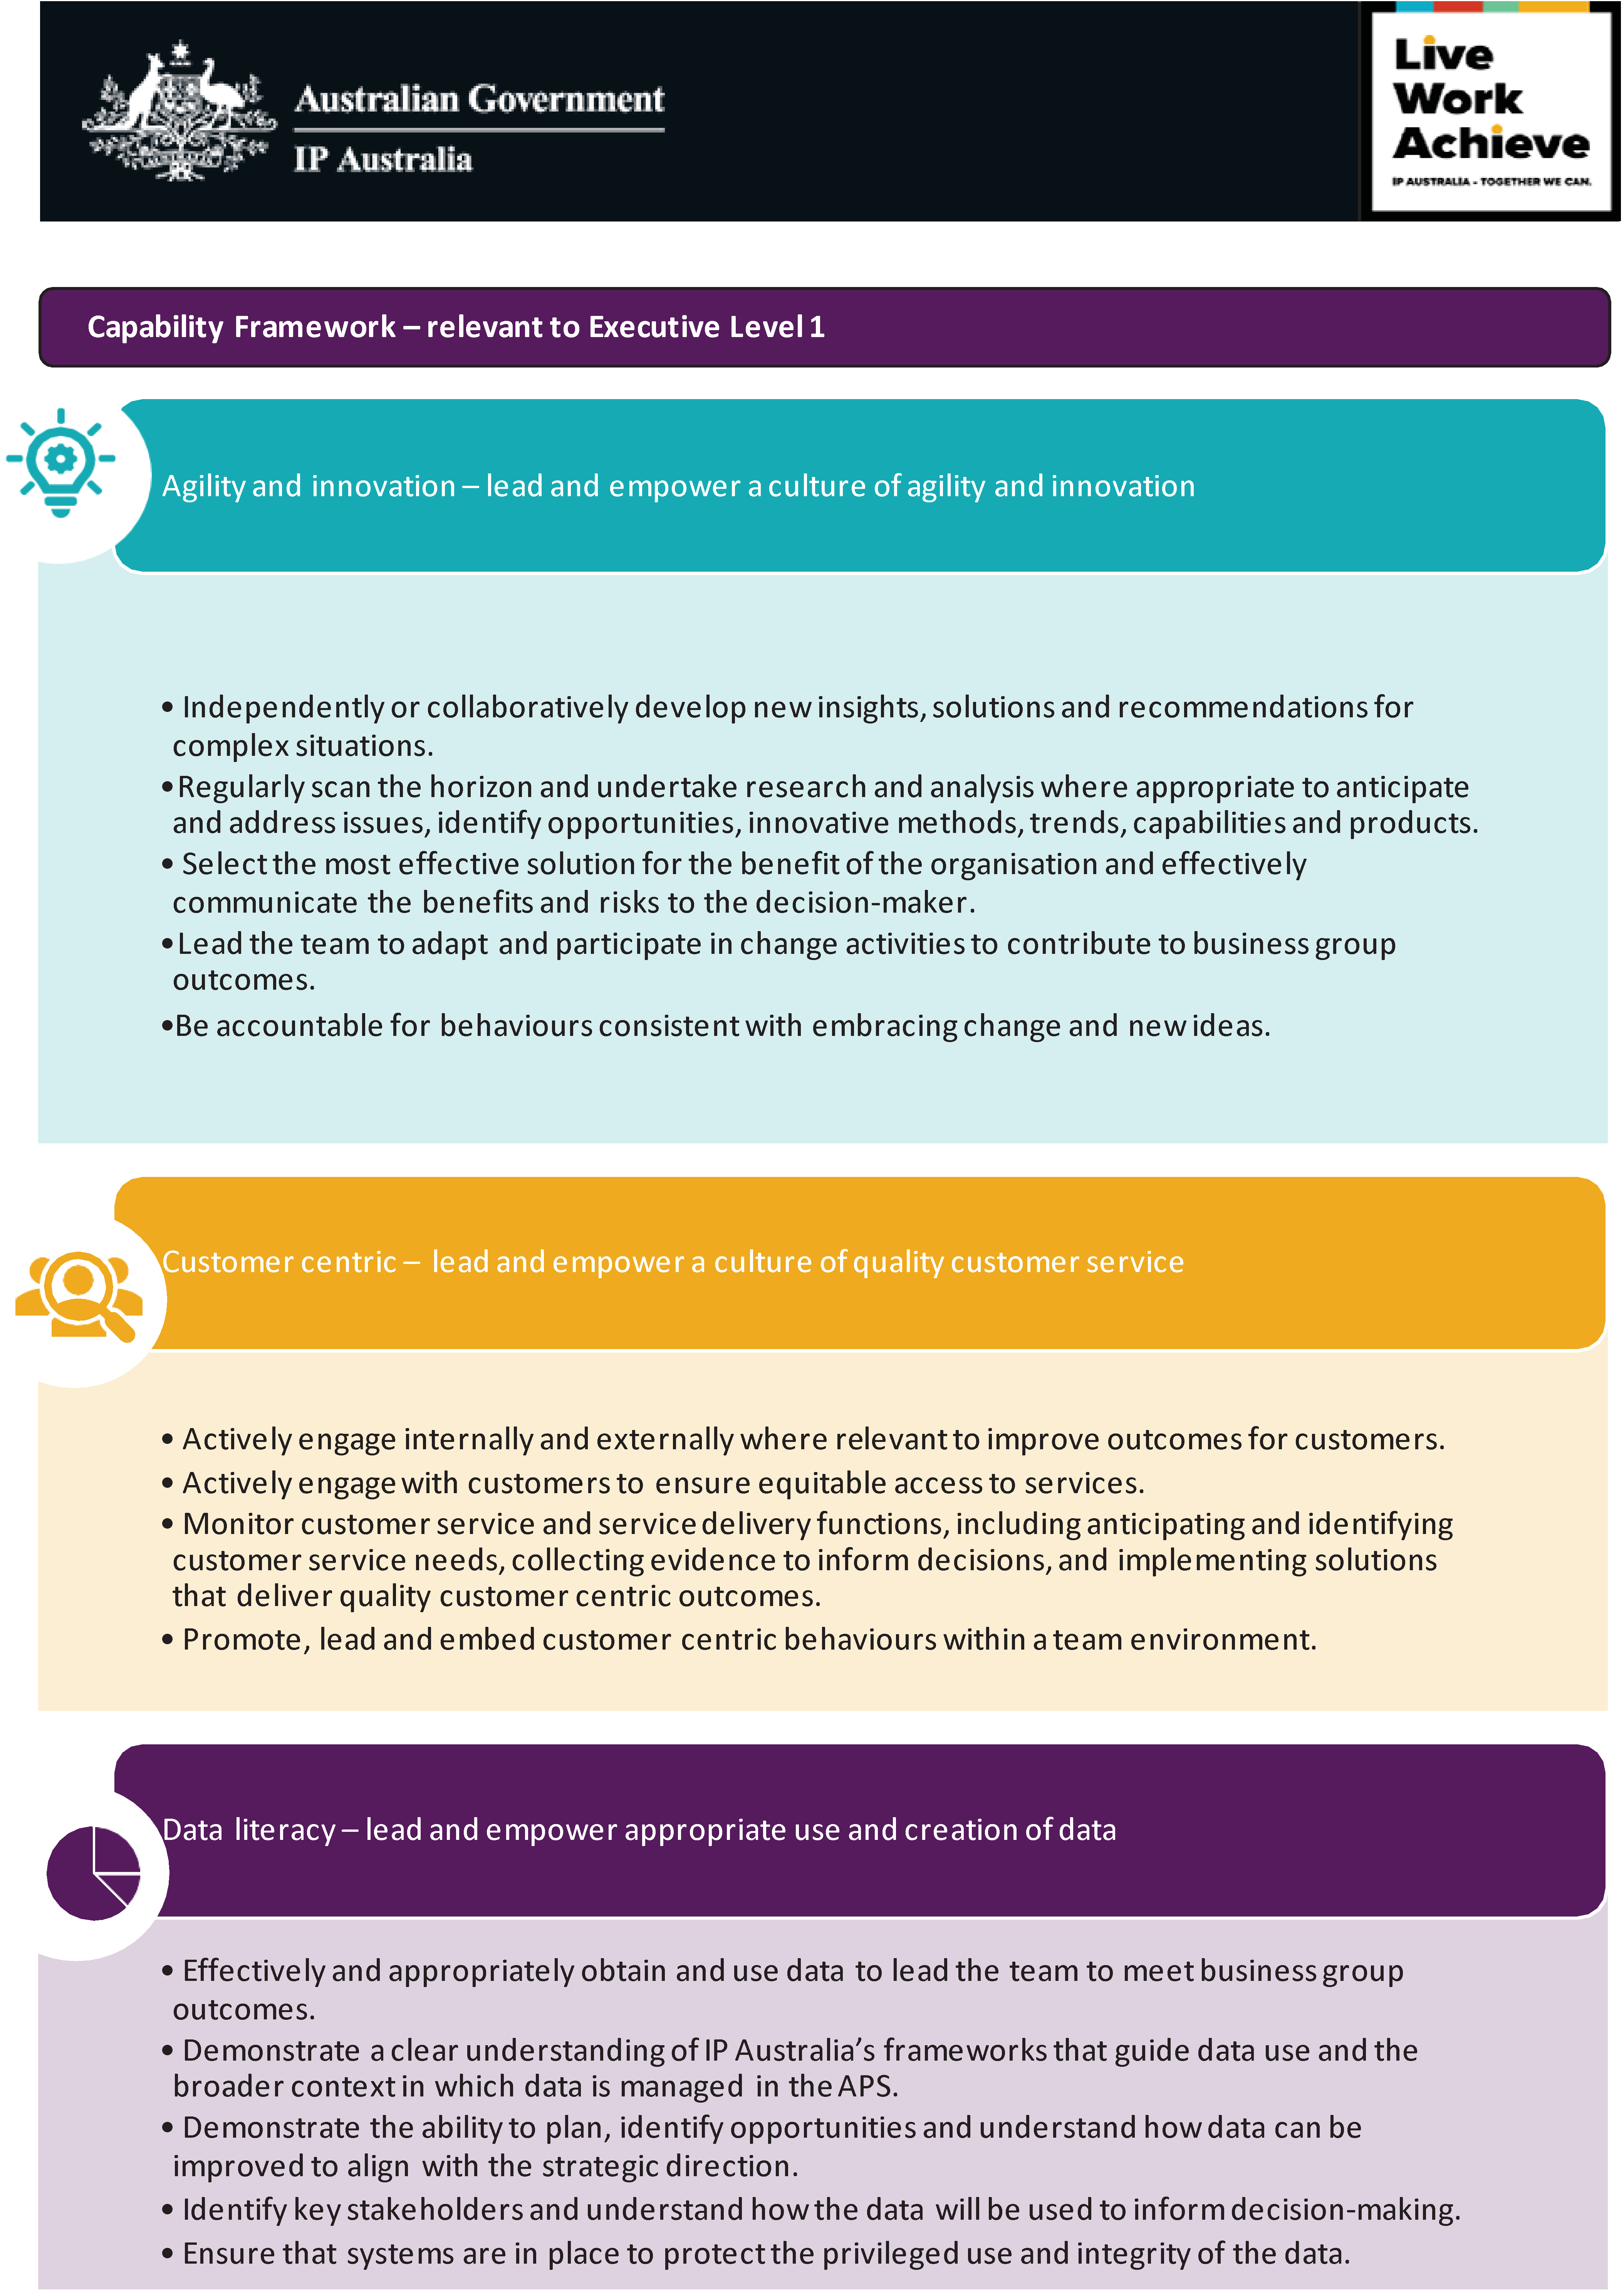 Australian Government
IP Australia
Live
Work
Achieve
IP AUSTRALIA - TOGETHER WE CAN.
Capability Framework – relevant to Executive Level 1
Agility and innovation – lead and empower a culture of agility and innovation
• Independently or collaboratively develop new insights, solutions and recommendations for
complex situations.
•Regularly scan the horizon and undertake research and analysis where appropriate to anticipate
and address issues, identify opportunities, innovative methods, trends, capabilities and products.
• Select the most effective solution for the benefit of the organisation and effectively
communicate the benefits and risks to the decision-maker.
•Lead the team to adapt and participate in change activities to contribute to business group
outcomes.
•Be accountable for behaviours consistent with embracing change and new ideas.
Customer centric – lead and empower a culture of quality customer service
• Actively engage internally and externally where relevant to improve outcomes for customers.
• Actively engage with customers to ensure equitable access to services.
• Monitor customer service and service delivery functions, including anticipating and identifying
customer service needs, collecting evidence to inform decisions, and implementing solutions
that deliver quality customer centric outcomes.
• Promote, lead and embed customer centric behaviours within a team environment.
Data literacy – lead and empower appropriate use and creation of data
• Effectively and appropriately obtain and use data to lead the team to meet business group
outcomes.
• Demonstrate a clear understanding of IP Australia’s frameworks that guide data use and the
broader context in which data is managed in the APS.
• Demonstrate the ability to plan, identify opportunities and understand how data can be
improved to align with the strategic direction.
• Identify key stakeholders and understand how the data will be used to inform decision-making.
• Ensure that systems are in place to protect the privileged use and integrity of the data.